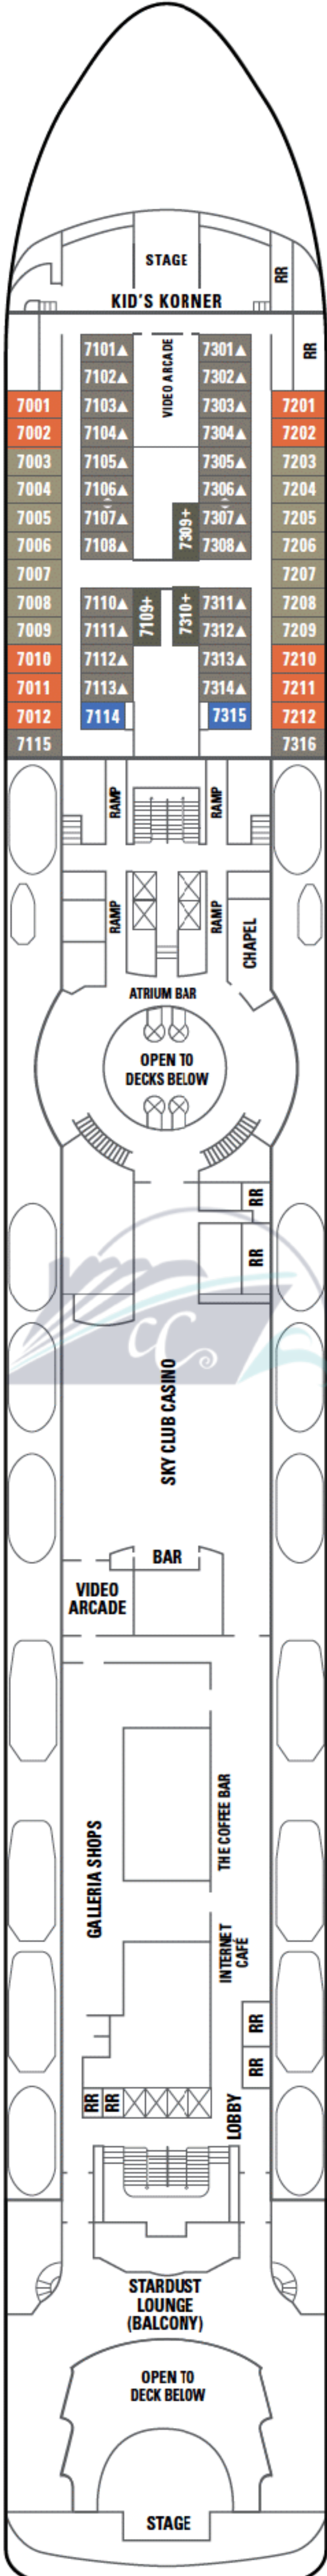 STAGE
RR
KID'S KORNER
RR
VIDEO ARCADE
7101▲ 7301▲
7102▲ 7302▲
7001 7103▲ 7303▲ 7201
7002 7104▲ 7304▲ 7202
7003 7105▲ 7305▲ 7203
7004 7106▲ 7306▲ 7204
7005 7107▲ 7309+ 7307▲ 7205
7006 7108▲ 7308▲ 7206
7007 7207
7008 7110▲ 7109+ 7310+ 7311▲ 7208
7009 7111▲ 7312▲ 7209
7010 7112▲ 7313▲ 7210
7011 7113▲ 7314▲ 7211
7012 7114 7315 7212
7115 7316
RAMP RAMP
RAMP RAMP
CHAPEL
ATRIUM BAR
OPEN TO
DECKS BELOW
RR
RR
CC
SKY CLUB CASINO
BAR
VIDEO
ARCADE
THE COFFEE BAR
GALLERIA SHOPS
INTERNET
CAFÉ
RR
RR
RR RR
LOBBY
STARDUST
LOUNGE
(BALCONY)
OPEN TO
DECK BELOW
STAGE